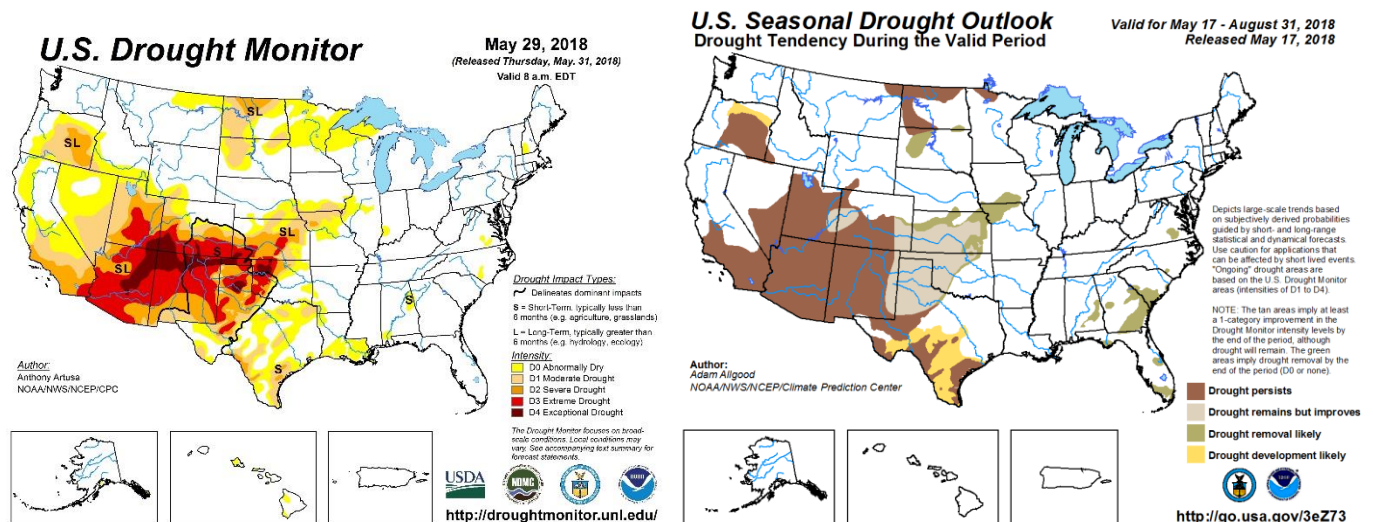 U.S. Drought Monitor
May 29, 2018
(Released Thursday, May. 31, 2018)
Valid 8 a.m. EDT
SL
SL
S
SL
SL
S
S
Drought Impact Types:
Delineates dominant impacts
S = Short-Term, typically less than
6 months (e.g. agriculture, grasslands)
L = Long-Term, typically greater than
6 months (e.g. hydrology, ecology)
Intensity:
D0 Abnormally Dry
D1 Moderate Drought
D2 Severe Drought
D3 Extreme Drought
D4 Exceptional Drought
Author:
Anthony Artusa
NOAA/NWS/NCEP/CPC
The Drought Monitor focuses on broad-
scale conditions. Local conditions may
vary. See accompanying text summary for
forecast statements.
USDA
NDMC
http://droughtmonitor.unl.edu/
U.S. Seasonal Drought Outlook
Drought Tendency During the Valid Period
Valid for May 17 - August 31, 2018
Released May 17, 2018
Depicts large-scale trends based
on subjectively derived probabilities
guided by short- and long-range
statistical and dynamical forecasts.
Use caution for applications that
can be affected by short lived events.
"Ongoing" drought areas are
based on the U.S. Drought Monitor
areas (intensities of D1 to D4).
NOTE: The tan areas imply at least
a 1-category improvement in the
Drought Monitor intensity levels by
the end of the period, although
drought will remain. The green
areas imply drought removal by the
end of the period (D0 or none).
Author:
Adam Allgood
NOAA/NWS/NCEP/Climate Prediction Center
Drought persists
Drought remains but improves
Drought removal likely
Drought development likely
http://go.usa.gov/3eZ73